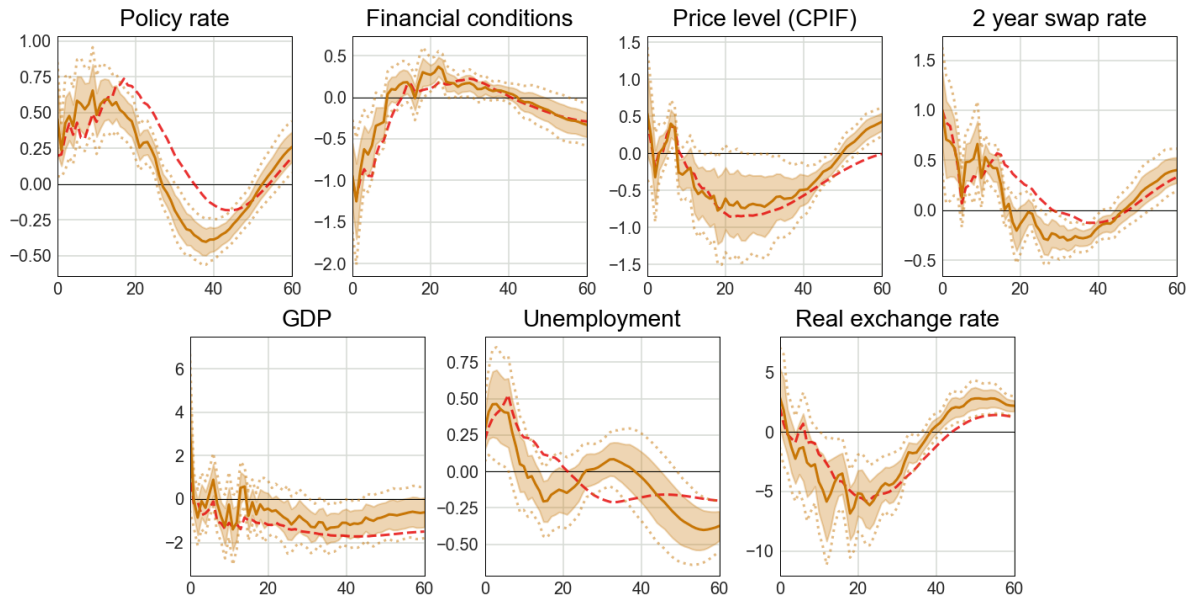 Policy rate
1.00
0.75
0.50
0.25
0.00
−0.25
−0.50
0 20 40 60
Financial conditions
0.5
0.0
−0.5
−1.0
−1.5
−2.0
0 20 40 60
Price level (CPIF)
1.5
1.0
0.5
0.0
−0.5
−1.0
−1.5
0 20 40 60
2 year swap rate
1.5
1.0
0.5
0.0
−0.5
0 20 40 60
GDP
6
4
2
0
−2
0 20 40 60
Unemployment
0.75
0.50
0.25
0.00
−0.25
−0.50
0 20 40 60
Real exchange rate
5
0
−5
−10
0 20 40 60